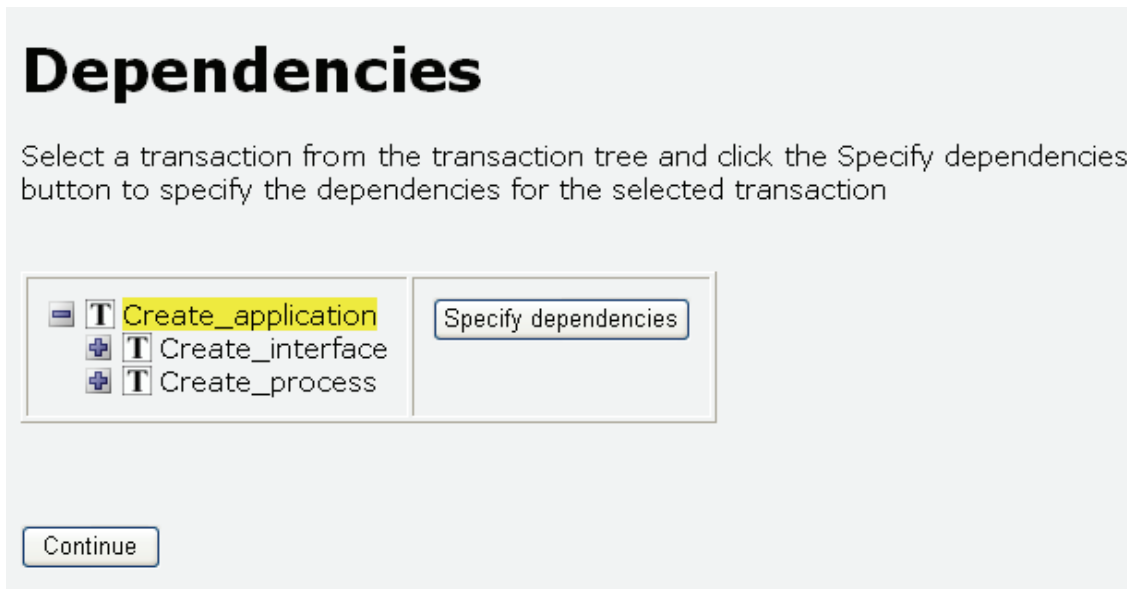 Dependencies
Select a transaction from the transaction tree and click the Specify dependencies
button to specify the dependencies for the selected transaction
T Create_application
Specify dependencies
T Create_interface
T Create_process
Continue